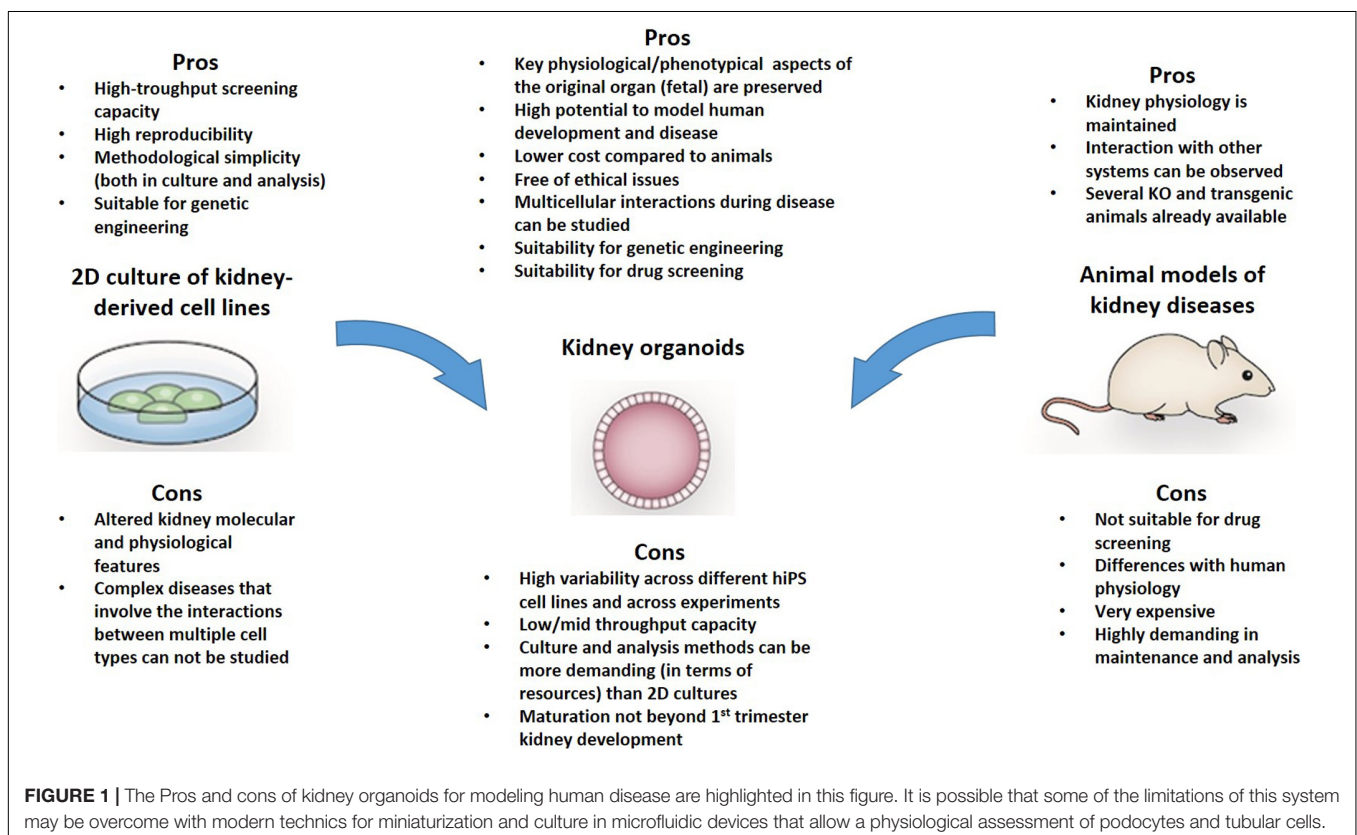 Pros
• High-troughput screening
capacity
• High reproducibility
• Methodological simplicity
(both in culture and analysis)
• Suitable for genetic
engineering
2D culture of kidney-
derived cell lines
Cons
• Altered kidney molecular
and physiological
features
• Complex diseases that
involve the interactions
between multiple cell
types can not be studied
Pros
• Key physiological/phenotypical aspects of
the original organ (fetal) are preserved
• High potential to model human
development and disease
• Lower cost compared to animals
• Free of ethical issues
• Multicellular interactions during disease
can be studied
• Suitability for genetic engineering
• Suitability for drug screening
Kidney organoids
Cons
• High variability across different hiPS
cell lines and across experiments
• Low/mid throughput capacity
• Culture and analysis methods can be
more demanding (in terms of
resources) than 2D cultures
• Maturation not beyond 1st trimester
kidney development
Pros
• Kidney physiology is
maintained
• Interaction with other
systems can be observed
• Several KO and transgenic
animals already available
Animal models of
kidney diseases
Cons
• Not suitable for drug
screening
• Differences with human
physiology
• Very expensive
• Highly demanding in
maintenance and analysis
FIGURE 1 | The Pros and cons of kidney organoids for modeling human disease are highlighted in this figure. It is possible that some of the limitations of this system
may be overcome with modern technics for miniaturization and culture in microfluidic devices that allow a physiological assessment of podocytes and tubular cells.